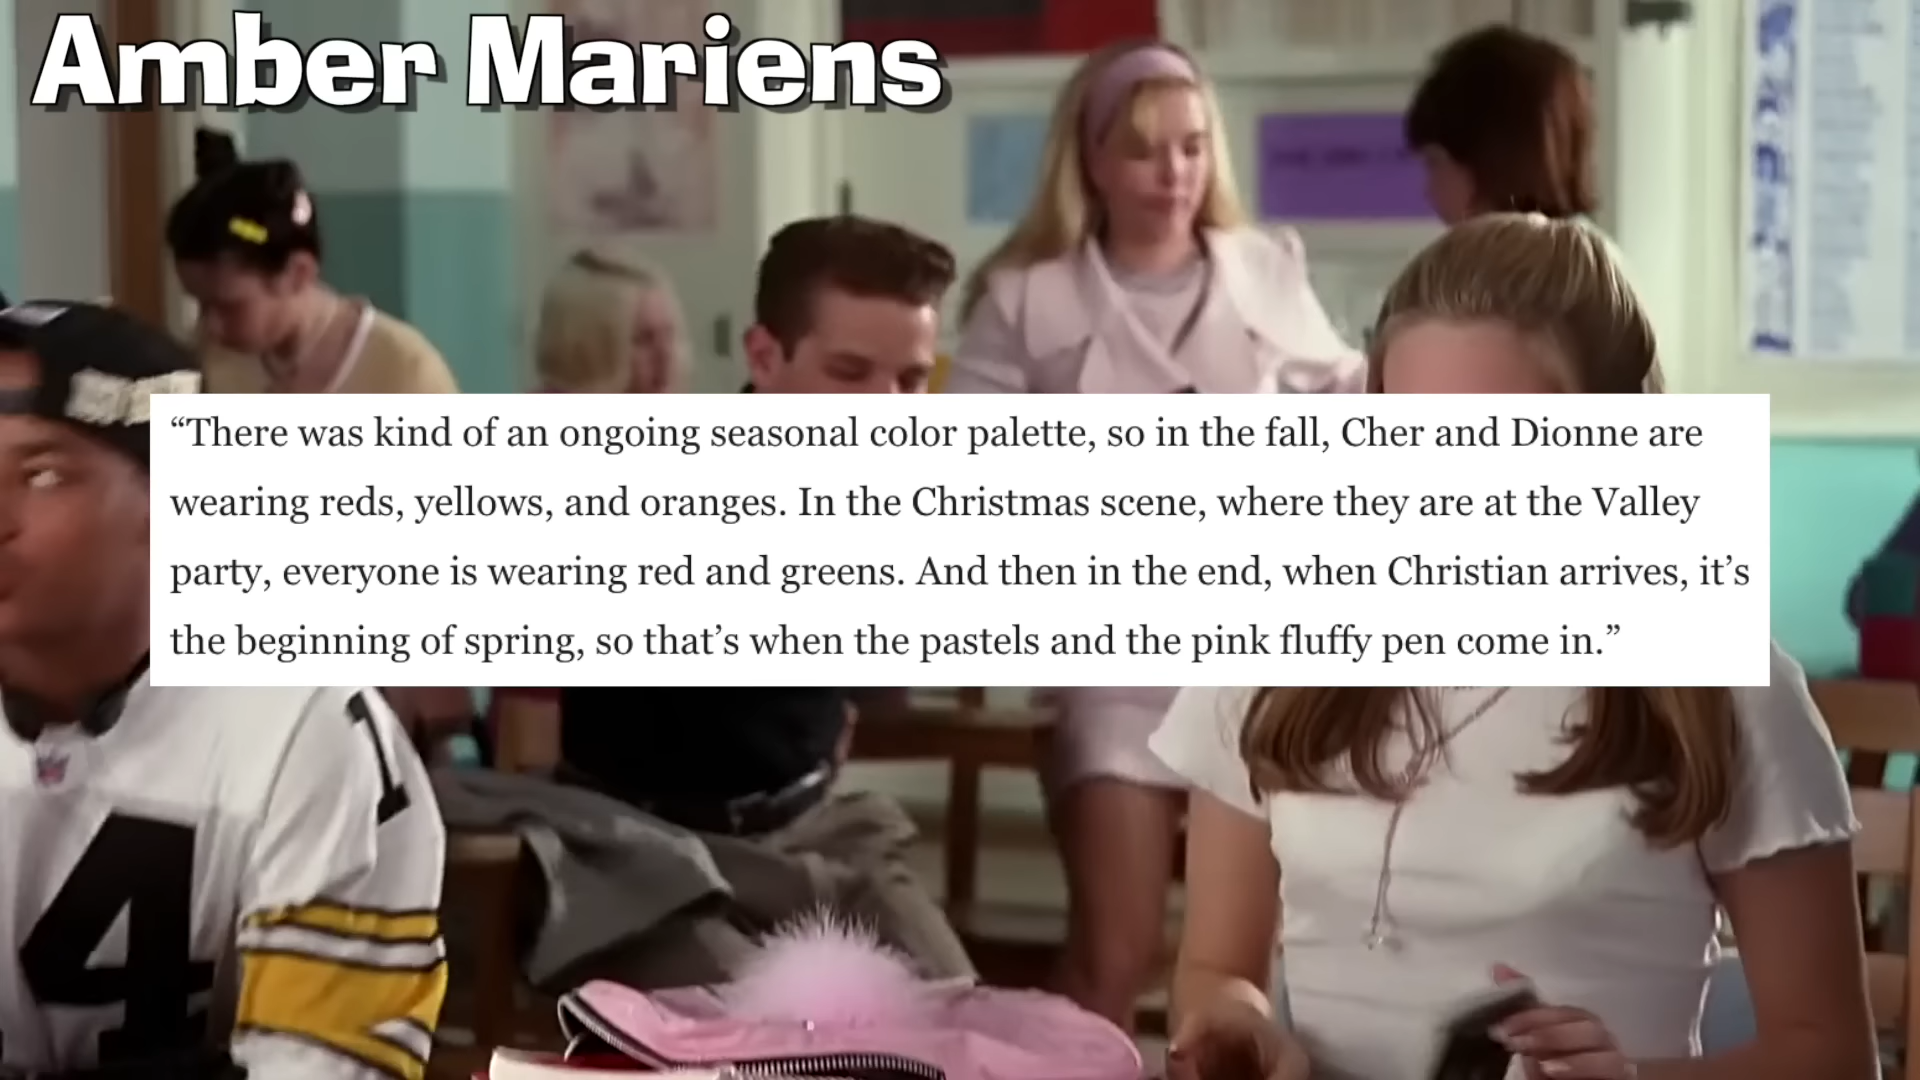 Amber Mariens
“There was kind of an ongoing seasonal color palette, so in the fall, Cher and Dionne are
wearing reds, yellows, and oranges. In the Christmas scene, where they are at the Valley
party, everyone is wearing red and greens. And then in the end, when Christian arrives, it’s
the beginning of spring, so that’s when the pastels and the pink fluffy pen come in.”
1
4